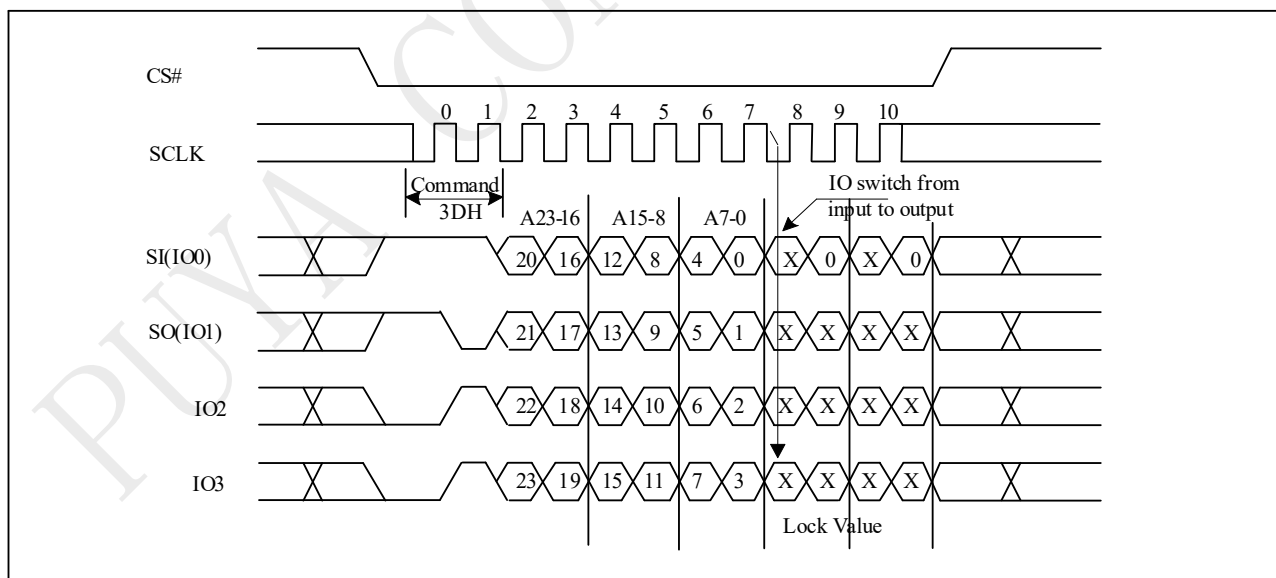 PUYA CON
CS#
0 1 2 3 4 5 6 7 8 9 10
SCLK
Command
3DH
IO switch from
input to output
A23-16 A15-8 A7-0
SI(IO0) 20 16 12 8 4 0 X 0 X 0
SO(IO1) 21 17 13 9 5 1 X X X X
IO2 22 18 14 10 6 2 X X X X
IO3 23 19 15 11 7 3 X X X X
Lock Value